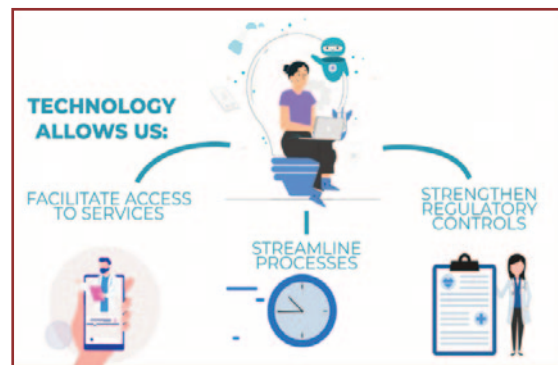 TECHNOLOGY
ALLOWS US:
FACILITATE ACCESS
TO SERVICES
STREAMLINE
PROCESSES
STRENGTHEN
REGULATORY
CONTROLS